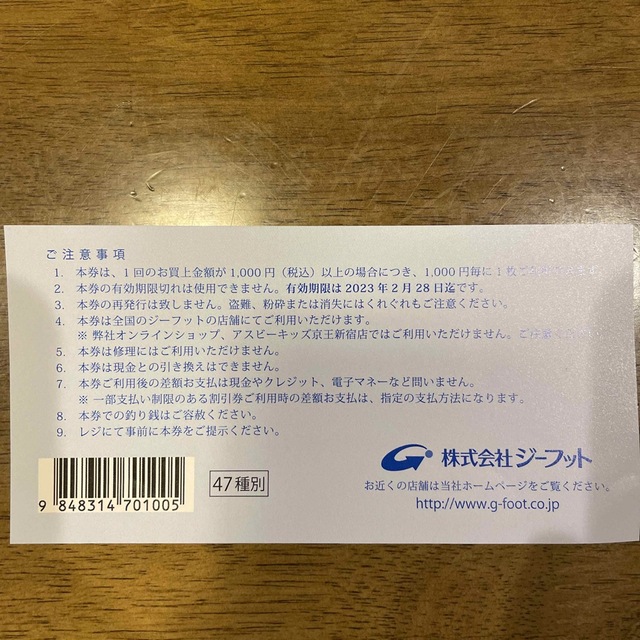 ご注意事項
1. 本券は、1回のお買上金額が1,000円（税込）以上の場合につき、1,000円毎に1枚ご
2. 本券の有効期限切れは使用できません。有効期限は2023年2月28日迄です。
3. 本券の再発行は致しません。盗難、粉砕または消失にはくれぐれもご注意ください。
4. 本券は全国のジーフットの店舗にてご利用いただけます。
※弊社オンラインショップ、アスビーキッズ京王新宿店ではご利用いただけません。ご注意ください
5. 本券は修理にはご利用いただけません。
6. 本券は現金との引き換えはできません。
7. 本券ご利用後の差額お支払は現金やクレジット、電子マネーなど問いません。
※一部支払い制限のある割引券ご利用時の差額お支払は、指定の支払方法になります。
8. 本券での釣り銭はご容赦ください。
9. レジにて事前に本券をご提示ください。
株式会社ジーフット
9 848314 701005
47種別
お近くの店舗は当社ホームページをご覧ください。
http://www.g-foot.co.jp